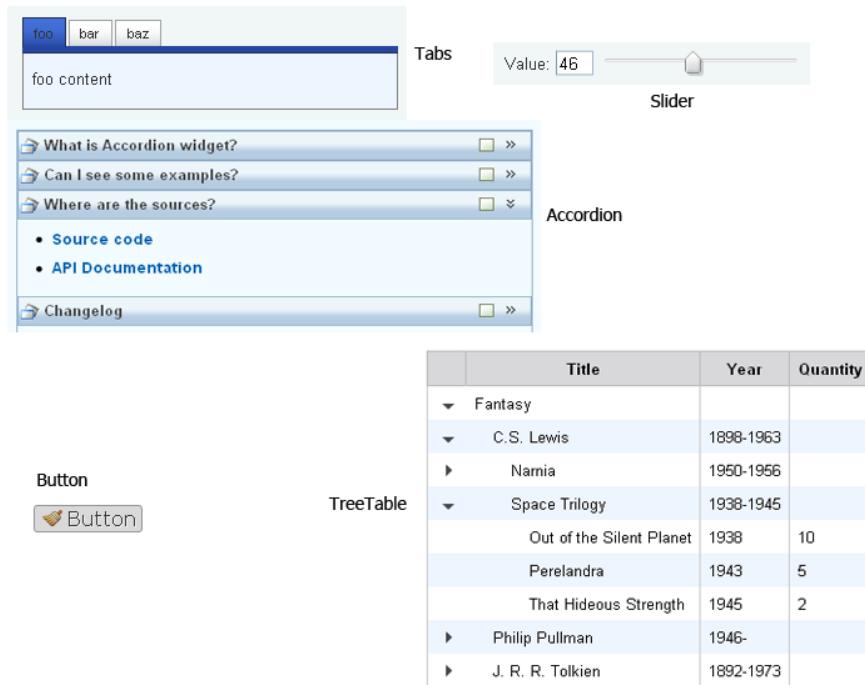 foo bar baz
foo content
Tabs
Value: 46
Slider
What is Accordion widget?
Can I see some examples?
Where are the sources?
Source code
API Documentation
Changelog
Accordion
Button
Button
TreeTable
Title Year Quantity
Fantasy
C.S. Lewis 1898-1963
Narnia 1950-1956
Space Trilogy 1938-1945
Out of the Silent Planet 1938 10
Perelandra 1943 5
That Hideous Strength 1945 2
Philip Pullman 1946-
J. R. R. Tolkien 1892-1973